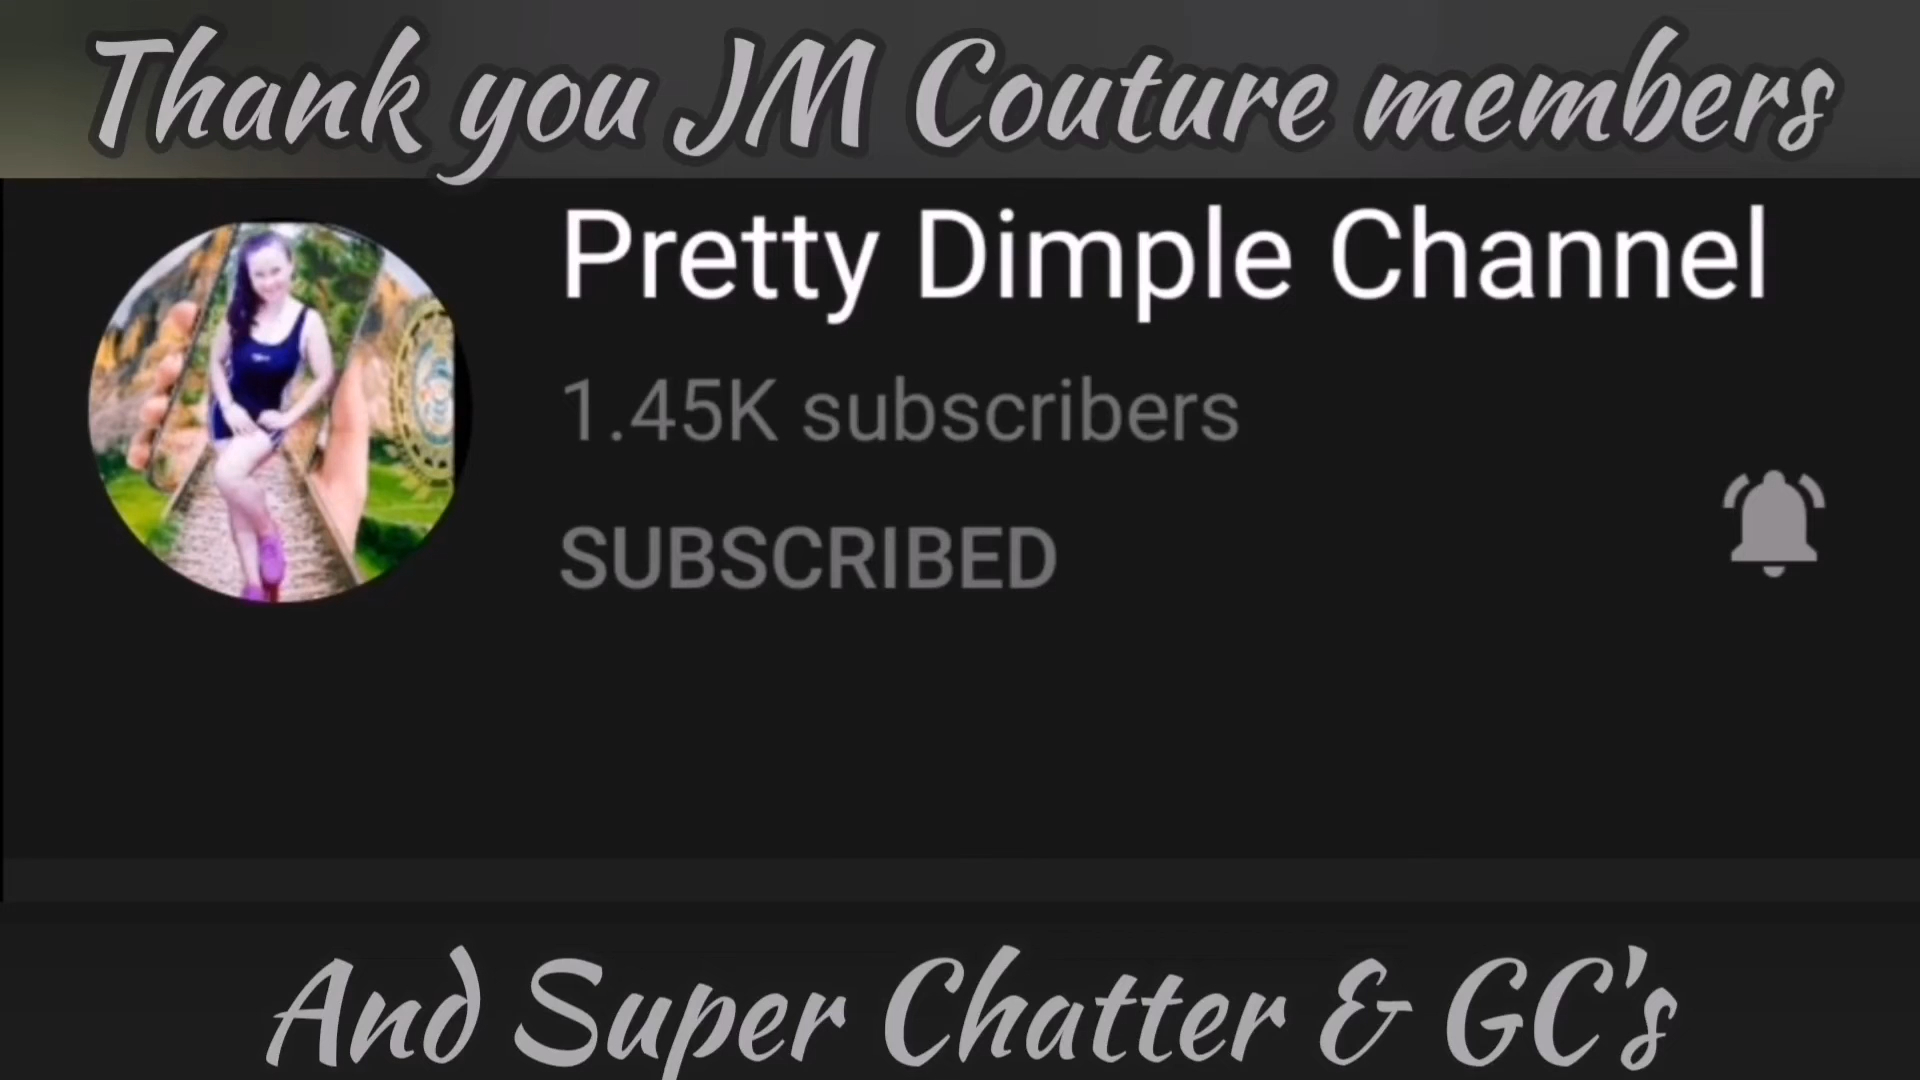 Thank you JM Couture members
Pretty Dimple Channel
1.45K subscribers
SUBSCRIBED
And Super Chatter & GC's